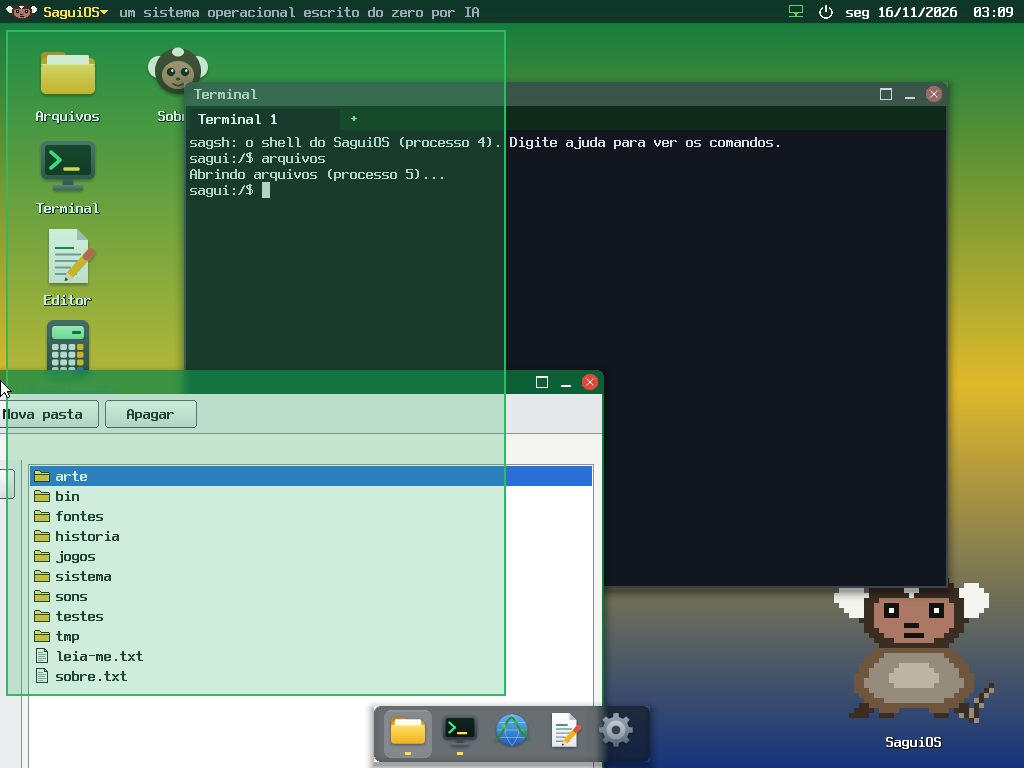 SaguiOS um sistema operacional escrito do zero por IA seg 16/11/2026 03:09
Arquivos
Terminal
Editor
Terminal
Terminal 1 +
sagsh: o shell do SaguiOS (processo 4). Digite ajuda para ver os comandos.
sagui:/$ arquivos
Abrindo arquivos (processo 5)...
sagui:/$
Nova pasta Apagar
arte
bin
fontes
historia
jogos
sistema
sons
testes
tmp
leia-me.txt
sobre.txt
SaguiOS